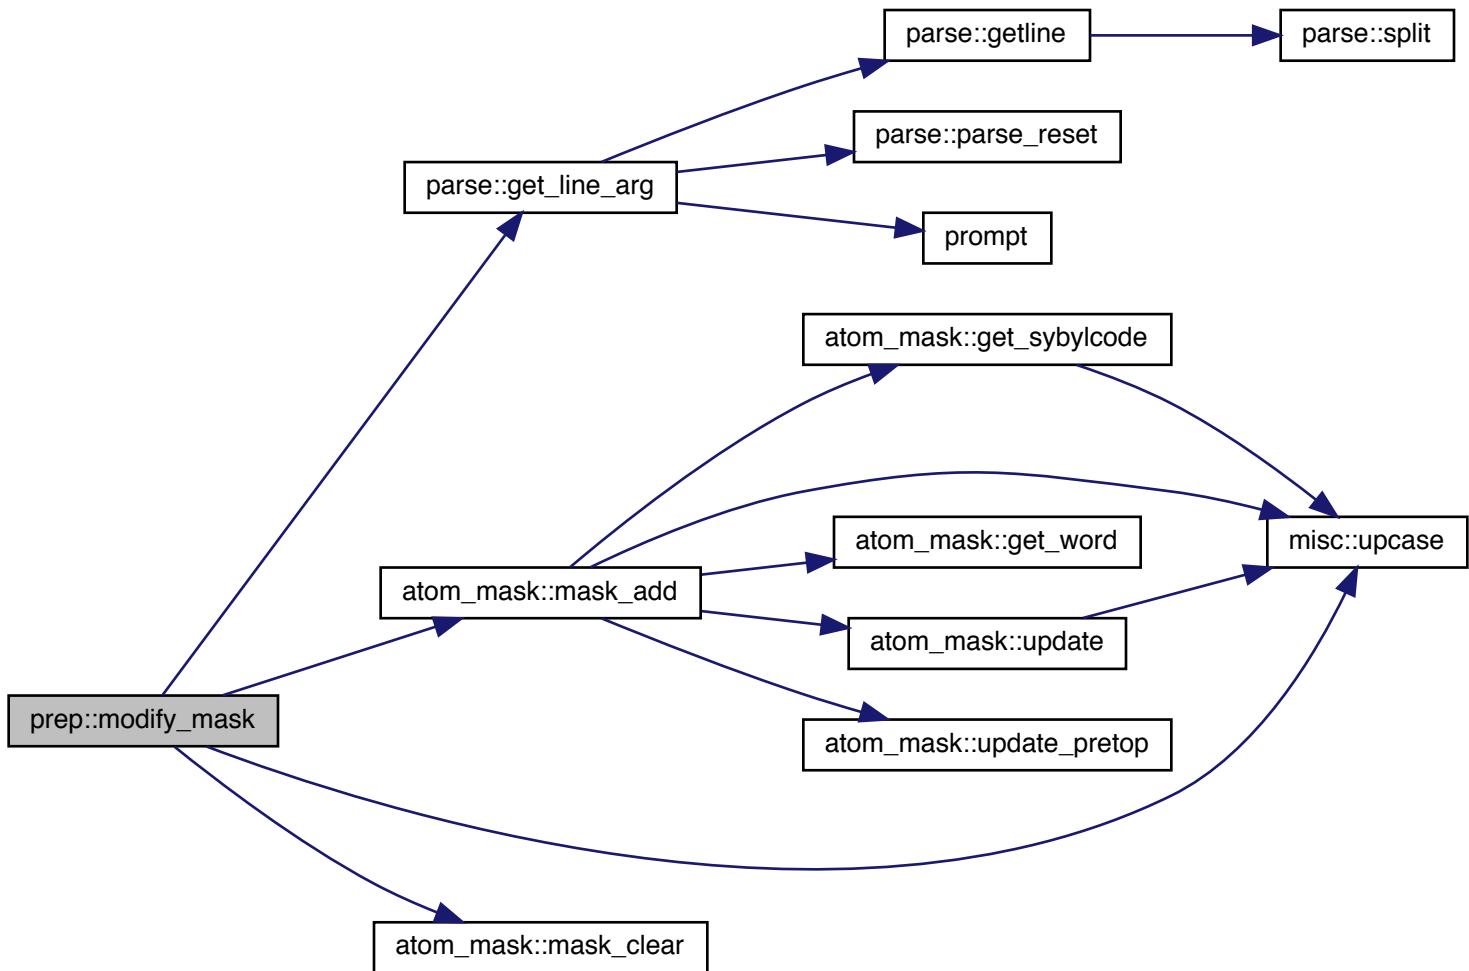 parse::getline
parse::split
parse::parse_reset
parse::get_line_arg
prompt
atom_mask::get_sybylcode
atom_mask::get_word
misc::upcase
atom_mask::mask_add
atom_mask::update
prep::modify_mask
atom_mask::update_pretop
atom_mask::mask_clear